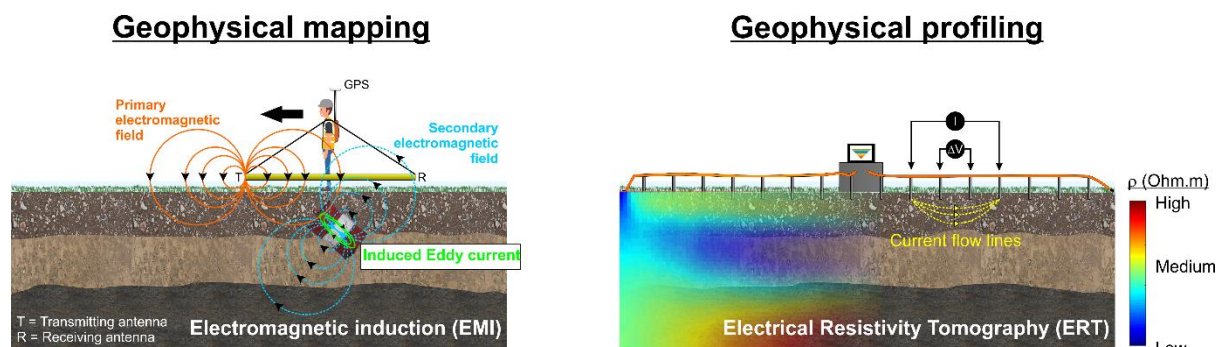 Geophysical mapping
GPS
Primary
electromagnetic
field
Secondary
electromagnetic
field
T
R
Induced Eddy current
T = Transmitting antenna
R = Receiving antenna
Electromagnetic induction (EMI)
Geophysical profiling
I
ΔV
Current flow lines
Electrical Resistivity Tomography (ERT)
ρ (Ohm.m)
High
Medium
Low